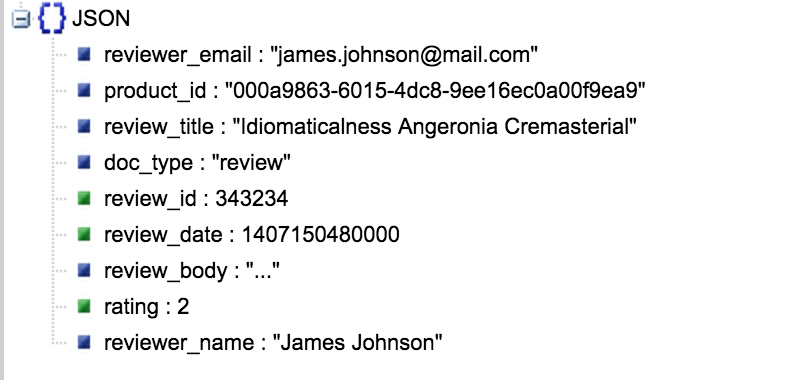 JSON
reviewer_email : "james.johnson@mail.com"
product_id : "000a9863-6015-4dc8-9ee16ec0a00f9ea9"
review_title : "Idiomaticalness Angeronia Cremasterial"
doc_type : "review"
review_id : 343234
review_date : 1407150480000
review_body : "..."
rating : 2
reviewer_name : "James Johnson"